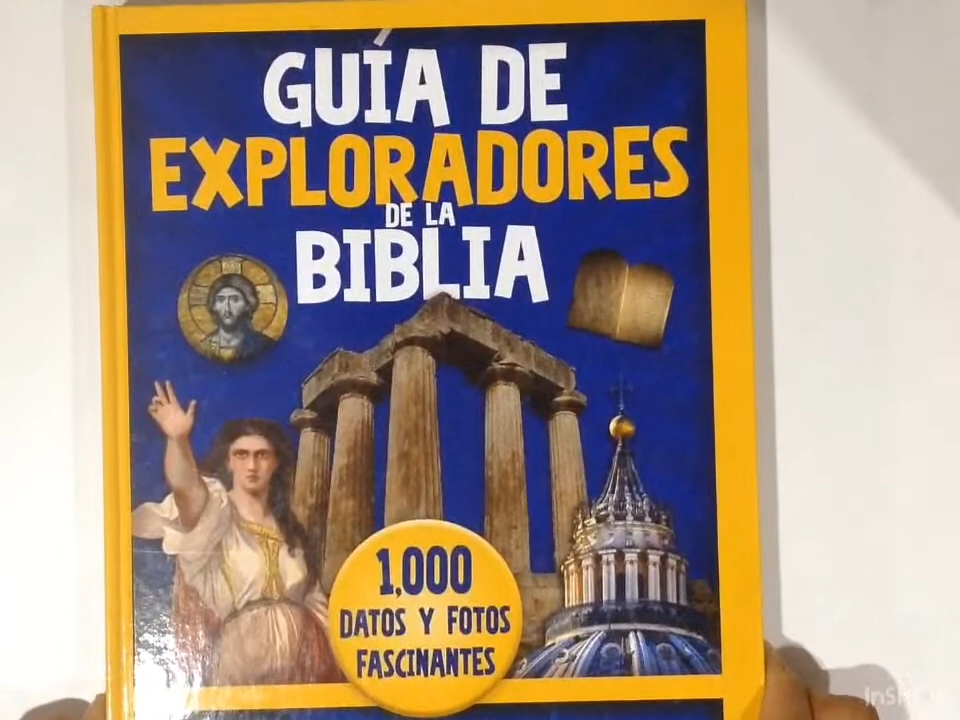 GUÍA DE
EXPLORADORES
DE LA
BIBLIA
1,000
DATOS Y FOTOS
FASCINANTES